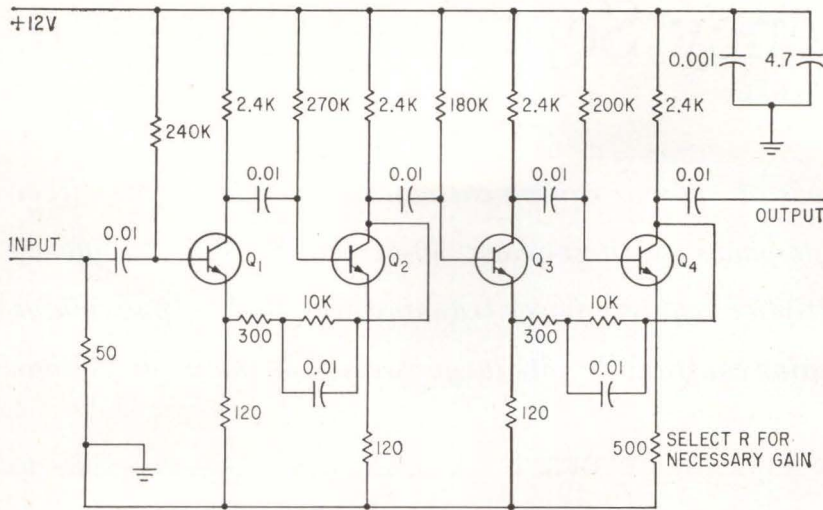 +12V
0.001
4.7
2.4K
270K
2.4K
180K
2.4K
200K
2.4K
240K
0.01
0.01
0.01
0.01
OUTPUT
INPUT
0.01
Q1
Q2
Q3
Q4
10K
10K
300
300
50
0.01
0.01
120
120
120
500
SELECT R FOR
NECESSARY GAIN